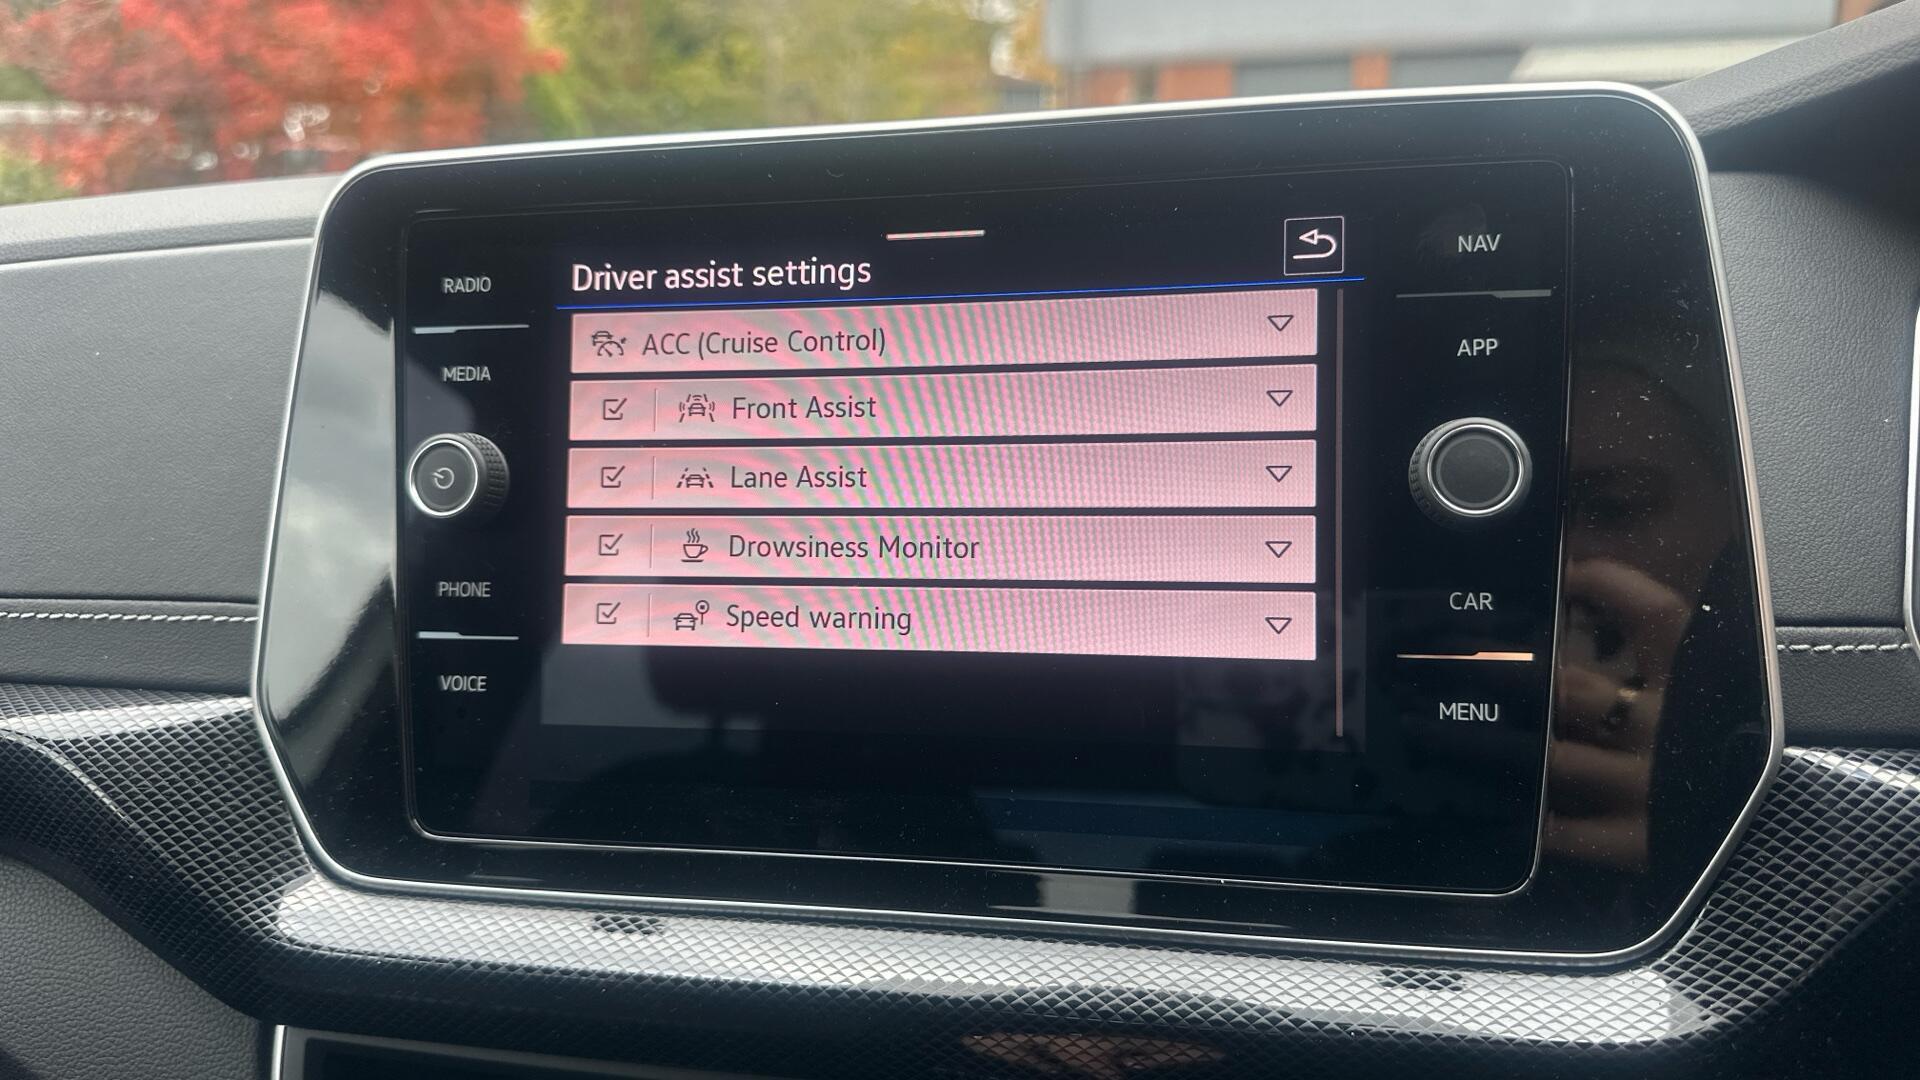 RADIO
MEDIA
PHONE
VOICE
Driver assist settings
ACC (Cruise Control)
Front Assist
Lane Assist
Drowsiness Monitor
Speed warning
NAV
APP
CAR
MENU